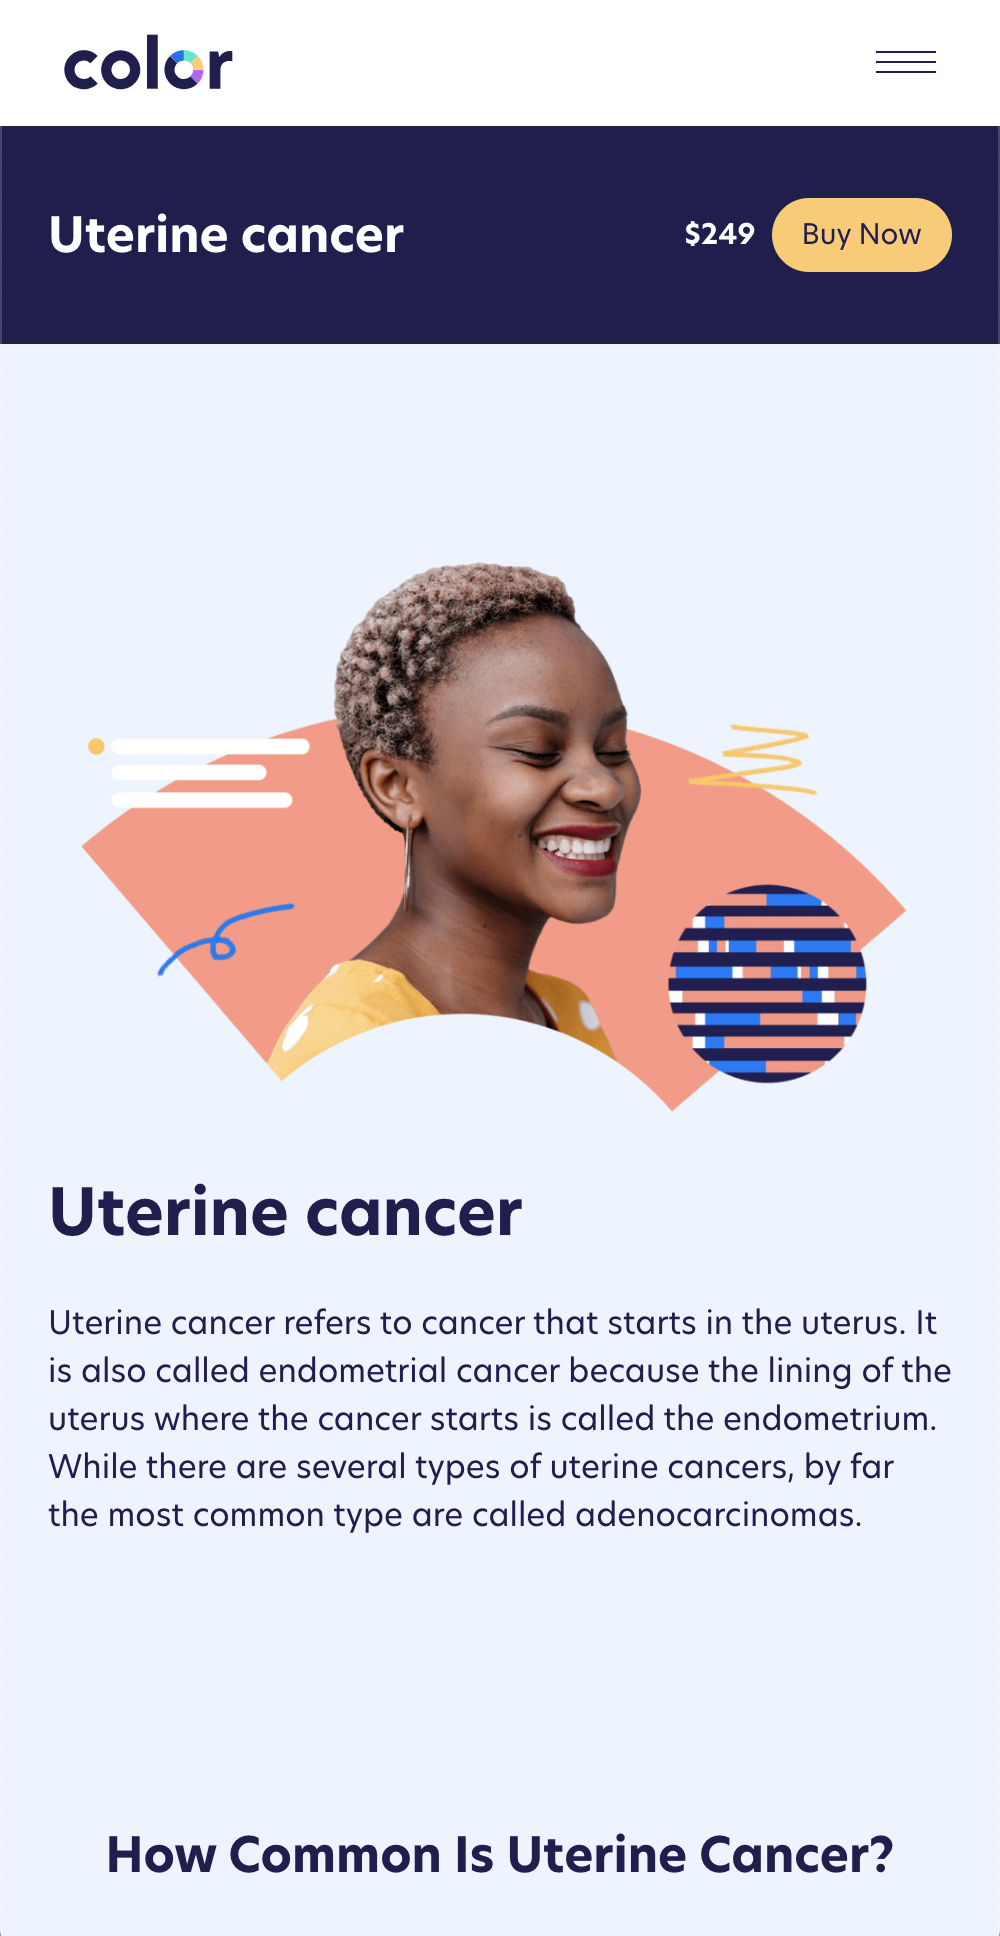 color
Uterine cancer
$249
Buy Now
Uterine cancer
Uterine cancer refers to cancer that starts in the uterus. It
is also called endometrial cancer because the lining of the
uterus where the cancer starts is called the endometrium.
While there are several types of uterine cancers, by far
the most common type are called adenocarcinomas.
How Common Is Uterine Cancer?